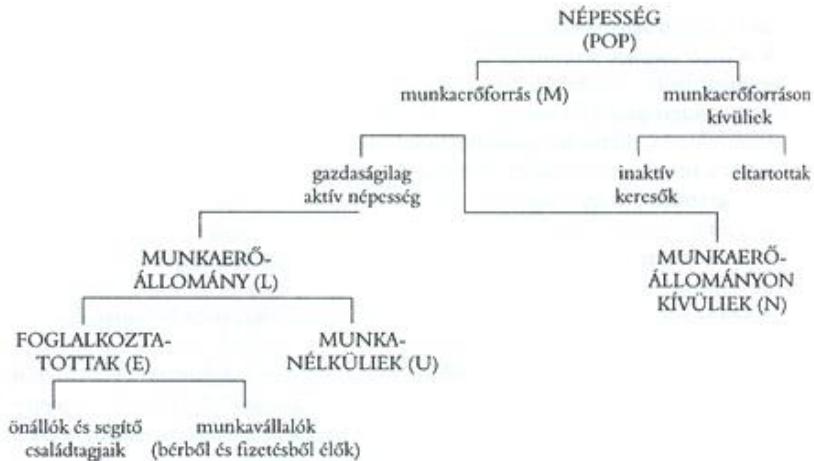 NÉPESSÉG
(POP)
munkaerőforrás (M)
munkaerőforráson
kívüliek
gazdaságilag
aktív népesség
inaktív
keresők
eltartottak
MUNKAERŐ-
ÁLLOMÁNY (L)
MUNKAERŐ-
ÁLLOMÁNYON
KÍVÜLIEK (N)
FOGLALKOZTA-
TOTTAK (E)
MUNKA-
NÉLKÜLIEK (U)
önállók és segítő
családtagjaik
munkavállalók
(bérből és fizetésből élők)